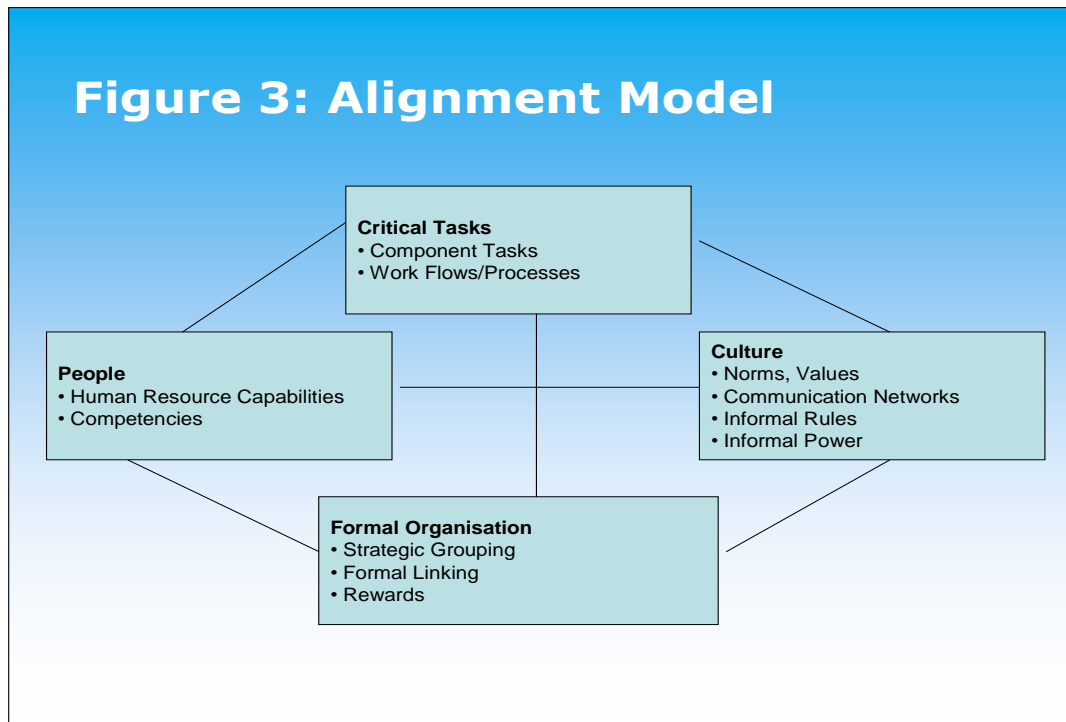 Figure 3: Alignment Model
Critical Tasks
• Component Tasks
• Work Flows/Processes
People
• Human Resource Capabilities
• Competencies
Culture
• Norms, Values
• Communication Networks
• Informal Rules
• Informal Power
Formal Organisation
• Strategic Grouping
• Formal Linking
• Rewards